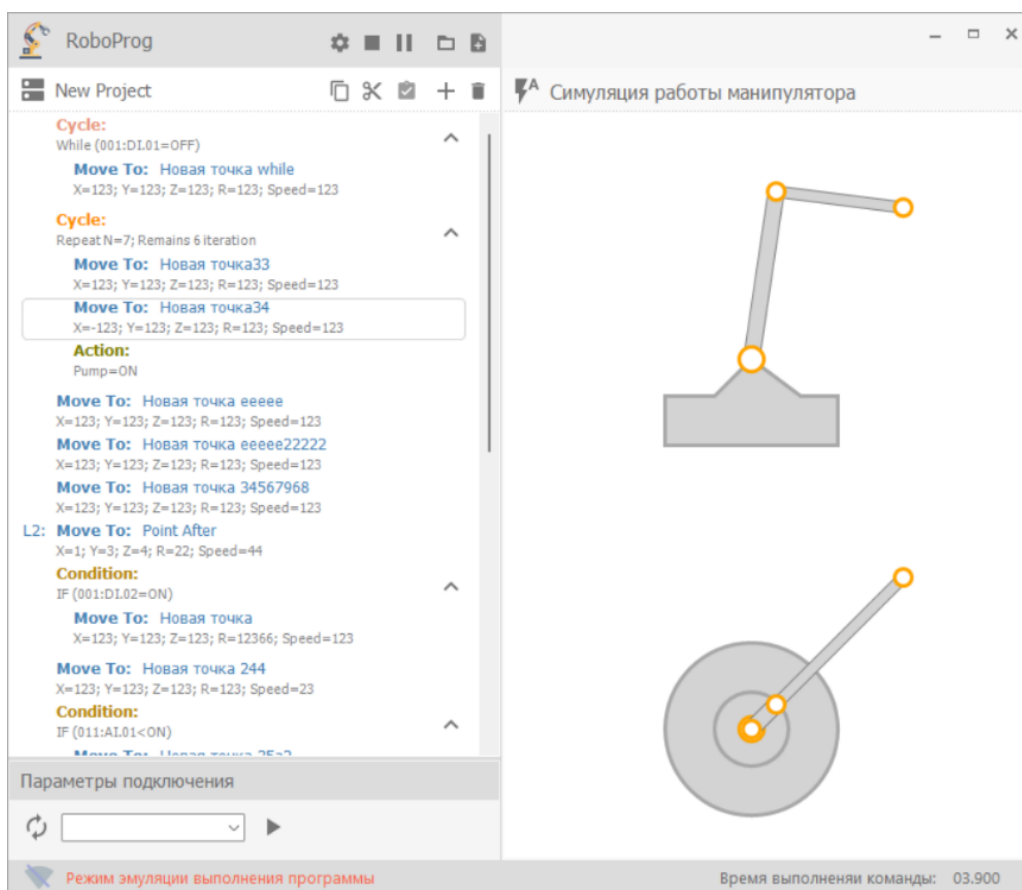 RoboProg
New Project
Cycle:
While (001:DI.01=OFF)
Move To: Новая точка while
X=123; Y=123; Z=123; R=123; Speed=123
Cycle:
Repeat N=7; Remains 6 iteration
Move To: Новая точка33
X=123; Y=123; Z=123; R=123; Speed=123
Move To: Новая точка34
X=-123; Y=123; Z=123; R=123; Speed=123
Action:
Pump=ON
Move To: Новая точка eeeee
X=123; Y=123; Z=123; R=123; Speed=123
Move To: Новая точка eeeee22222
X=123; Y=123; Z=123; R=123; Speed=123
Move To: Новая точка 34567968
X=123; Y=123; Z=123; R=123; Speed=123
L2: Move To: Point After
X=1; Y=3; Z=4; R=22; Speed=44
Condition:
IF (001:DI.02=ON)
Move To: Новая точка
X=123; Y=123; Z=123; R=12366; Speed=123
Move To: Новая точка 244
X=123; Y=123; Z=123; R=123; Speed=23
Condition:
IF (011:AI.01<ON)
Move To: Новая точка 25a2
Параметры подключения
Режим эмуляции выполнения программы
A Симуляция работы манипулятора
Время выполненяи команды: 03.900